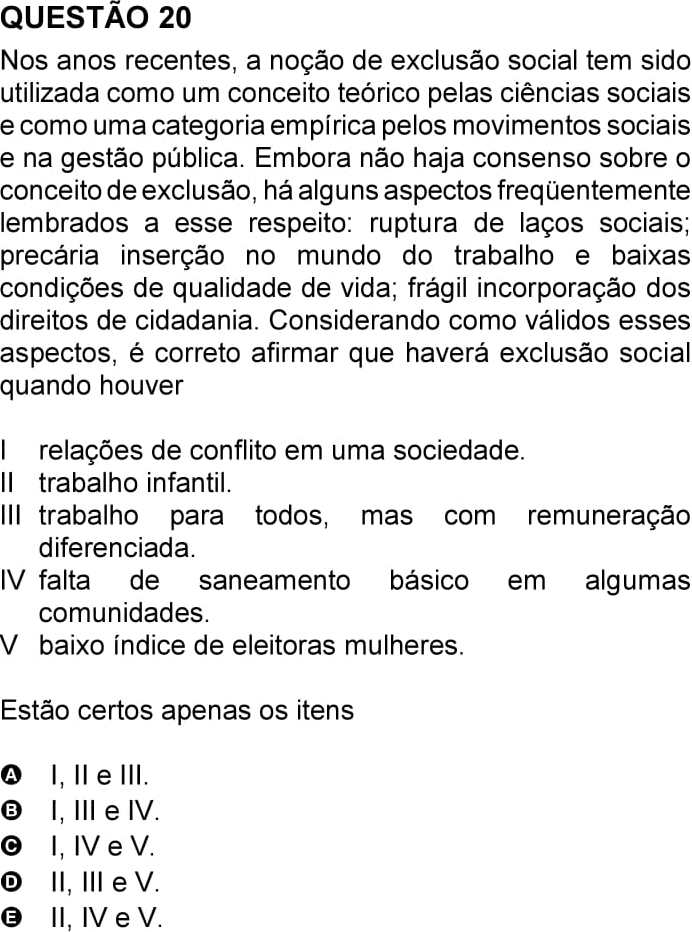 QUESTÃO 20
Nos anos recentes, a noção de exclusão social tem sido
utilizada como um conceito teórico pelas ciências sociais
e como uma categoria empírica pelos movimentos sociais
e na gestão pública. Embora não haja consenso sobre o
conceito de exclusão, há alguns aspectos freqüentemente
lembrados a esse respeito: ruptura de laços sociais;
precária inserção no mundo do trabalho e baixas
condições de qualidade de vida; frágil incorporação dos
direitos de cidadania. Considerando como válidos esses
aspectos, é correto afirmar que haverá exclusão social
quando houver
I relações de conflito em uma sociedade.
II trabalho infantil.
III trabalho para todos, mas com remuneração
diferenciada.
IV falta de saneamento básico em algumas
comunidades.
V baixo índice de eleitoras mulheres.
Estão certos apenas os itens
A I, II e III.
B I, III e IV.
C I, IV e V.
D II, III e V.
E II, IV e V.